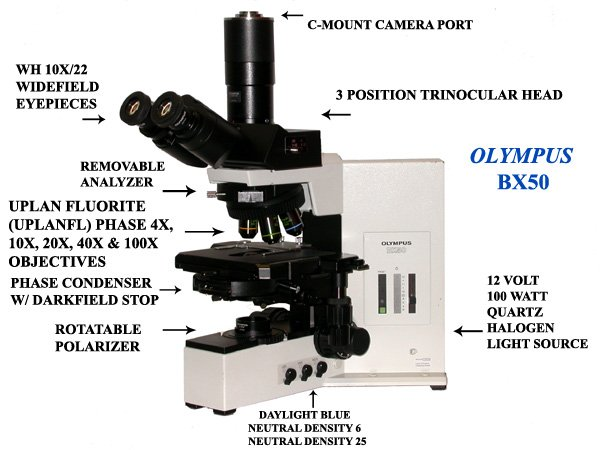 C-MOUNT CAMERA PORT
WH 10X/22
WIDEFIELD
EYEPIECES
3 POSITION TRINOCULAR HEAD
OLYMPUS
BX50
REMOVABLE
ANALYZER
UPLAN FLUORITE
(UPLANFL) PHASE 4X,
10X, 20X, 40X & 100X
OBJECTIVES
OLYMPUS
BX50
PHASE CONDENSER
W/ DARKFIELD STOP
12 VOLT
100 WATT
QUARTZ
HALOGEN
LIGHT SOURCE
ROTATABLE
POLARIZER
DAYLIGHT BLUE
NEUTRAL DENSITY 6
NEUTRAL DENSITY 25